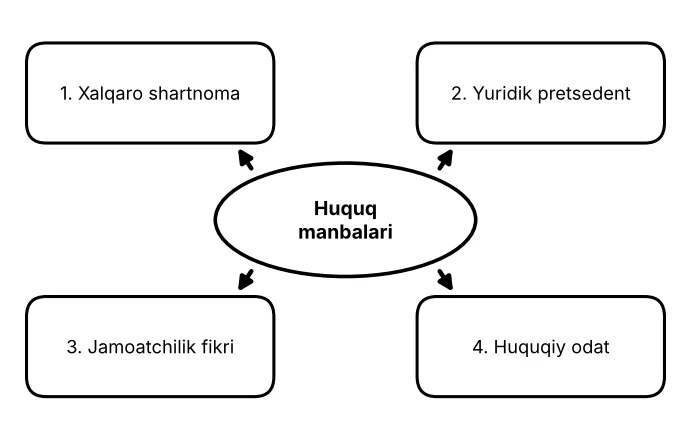 1. Xalqaro shartnoma
2. Yuridik pretsedent
Huquq
manbalari
3. Jamoatchilik fikri
4. Huquqiy odat